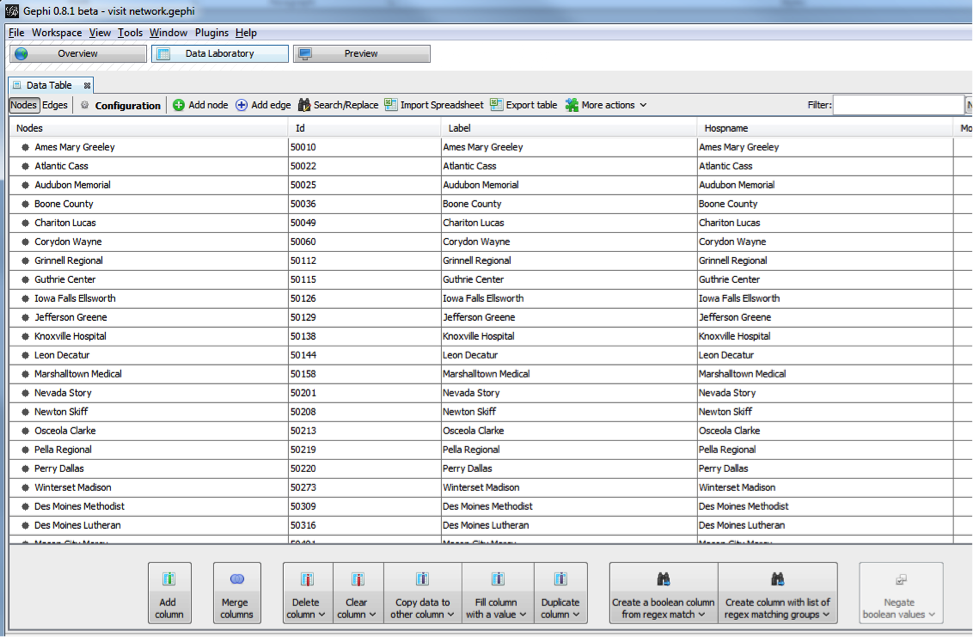 Gephi 0.8.1 beta - visit network.gephi
File Workspace View Tools Window Plugins Help
Overview Data Laboratory Preview
Data Table
Nodes Edges Configuration Add node Add edge Search/Replace Import Spreadsheet Export table More actions Filter:
Nodes Id Label Hospname Mo
Ames Mary Greeley 50010 Ames Mary Greeley Ames Mary Greeley
Atlantic Cass 50022 Atlantic Cass Atlantic Cass
Audubon Memorial 50025 Audubon Memorial Audubon Memorial
Boone County 50036 Boone County Boone County
Chariton Lucas 50049 Chariton Lucas Chariton Lucas
Corydon Wayne 50060 Corydon Wayne Corydon Wayne
Grinnell Regional 50112 Grinnell Regional Grinnell Regional
Guthrie Center 50115 Guthrie Center Guthrie Center
Iowa Falls Ellsworth 50126 Iowa Falls Ellsworth Iowa Falls Ellsworth
Jefferson Greene 50129 Jefferson Greene Jefferson Greene
Knoxville Hospital 50138 Knoxville Hospital Knoxville Hospital
Leon Decatur 50144 Leon Decatur Leon Decatur
Marshalltown Medical 50158 Marshalltown Medical Marshalltown Medical
Nevada Story 50201 Nevada Story Nevada Story
Newton Skiff 50208 Newton Skiff Newton Skiff
Osceola Clarke 50213 Osceola Clarke Osceola Clarke
Pella Regional 50219 Pella Regional Pella Regional
Perry Dallas 50220 Perry Dallas Perry Dallas
Winterset Madison 50273 Winterset Madison Winterset Madison
Des Moines Methodist 50309 Des Moines Methodist Des Moines Methodist
Des Moines Lutheran 50316 Des Moines Lutheran Des Moines Lutheran
Mason City Mercy 50401 Mason City Mercy Mason City Mercy
Add Merge Delete Clear Copy data to Fill column Duplicate Create a boolean column Create column with list of Negate
column columns column column other column with a value column from regex match regex matching groups boolean values